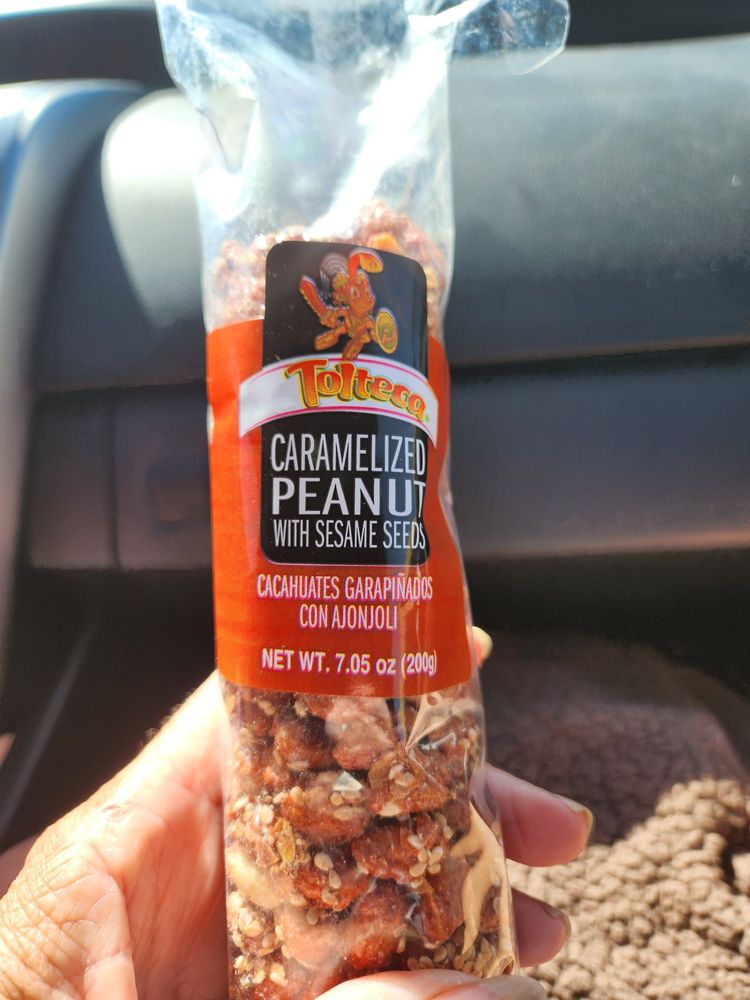 Tolteca
CARAMELIZED
PEANUT
WITH SESAME SEEDS
CACAHUATES GARAPIÑADOS
CON AJONJOLI
NET WT. 7.05 oz (200g)